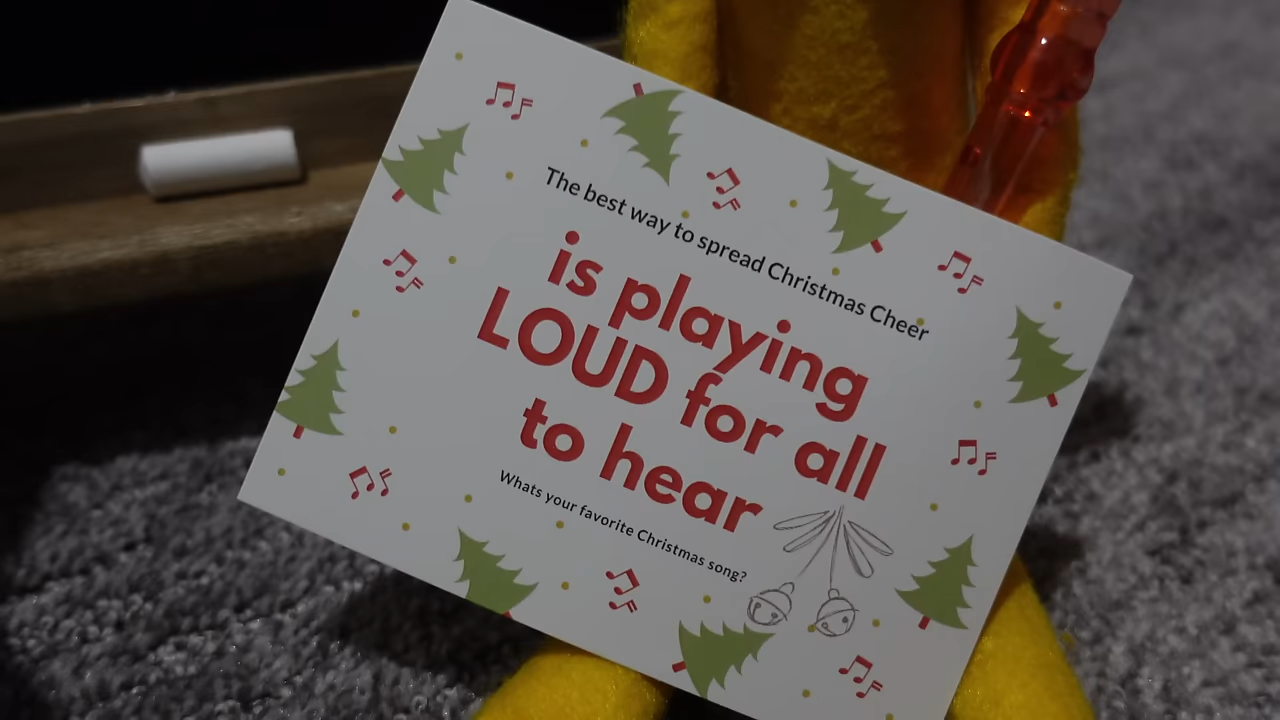 The best way to spread Christmas Cheer
is playing
LOUD for all
to hear
Whats your favorite Christmas song?